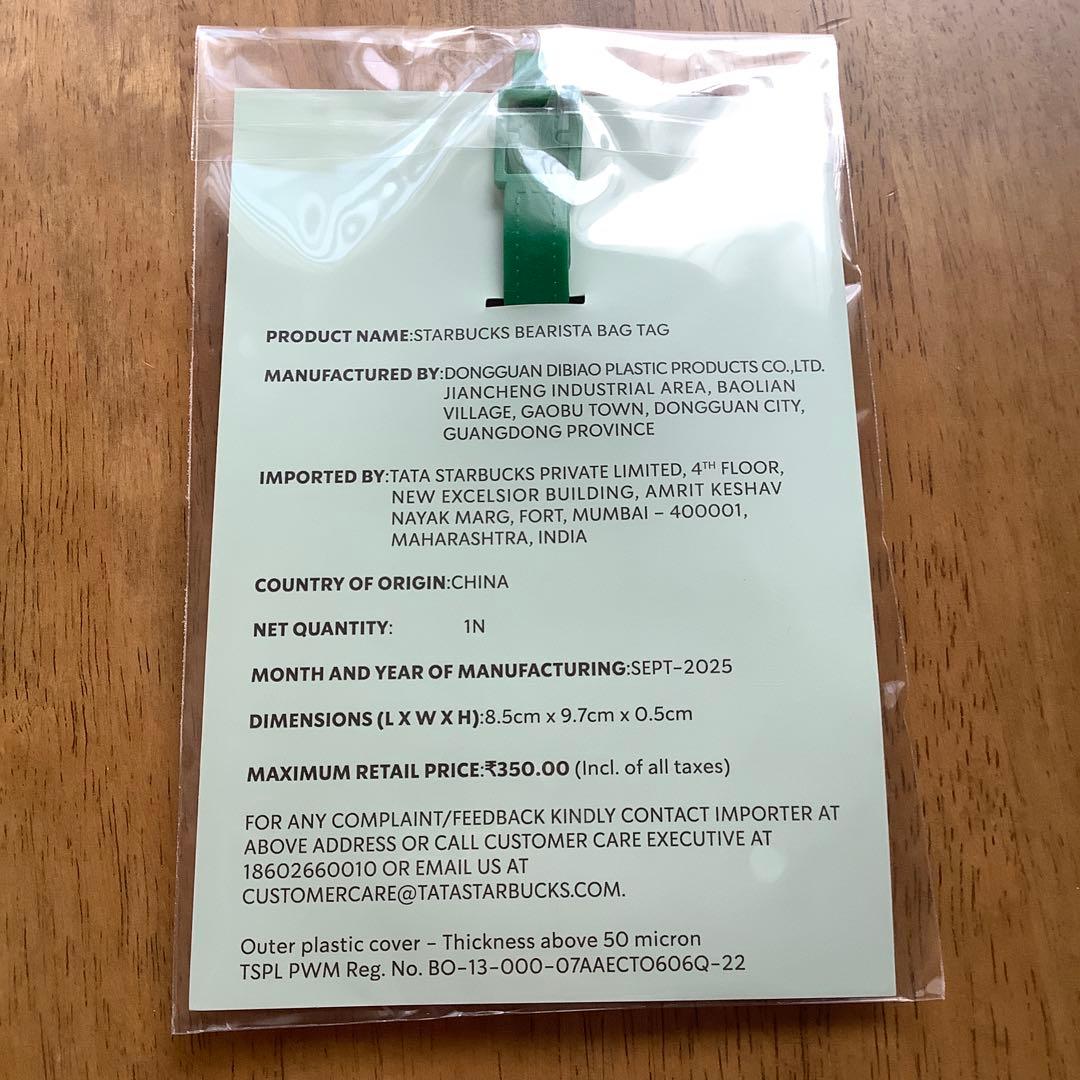 PRODUCT NAME:STARBUCKS BEARISTA BAG TAG
MANUFACTURED BY:DONGGUAN DIBIAO PLASTIC PRODUCTS CO.,LTD.
JIANCHENG INDUSTRIAL AREA, BAOLIAN
VILLAGE, GAOBU TOWN, DONGGUAN CITY,
GUANGDONG PROVINCE
IMPORTED BY:TATA STARBUCKS PRIVATE LIMITED, 4TH FLOOR,
NEW EXCELSIOR BUILDING, AMRIT KESHAV
NAYAK MARG, FORT, MUMBAI – 400001,
MAHARASHTRA, INDIA
COUNTRY OF ORIGIN:CHINA
NET QUANTITY: 1N
MONTH AND YEAR OF MANUFACTURING:SEPT-2025
DIMENSIONS (L X W X H):8.5cm x 9.7cm x 0.5cm
MAXIMUM RETAIL PRICE:₹350.00 (Incl. of all taxes)
FOR ANY COMPLAINT/FEEDBACK KINDLY CONTACT IMPORTER AT
ABOVE ADDRESS OR CALL CUSTOMER CARE EXECUTIVE AT
18602660010 OR EMAIL US AT
CUSTOMERCARE@TATASTARBUCKS.COM.
Outer plastic cover – Thickness above 50 micron
TSPL PWM Reg. No. BO-13-000-07AAECTO606Q-22